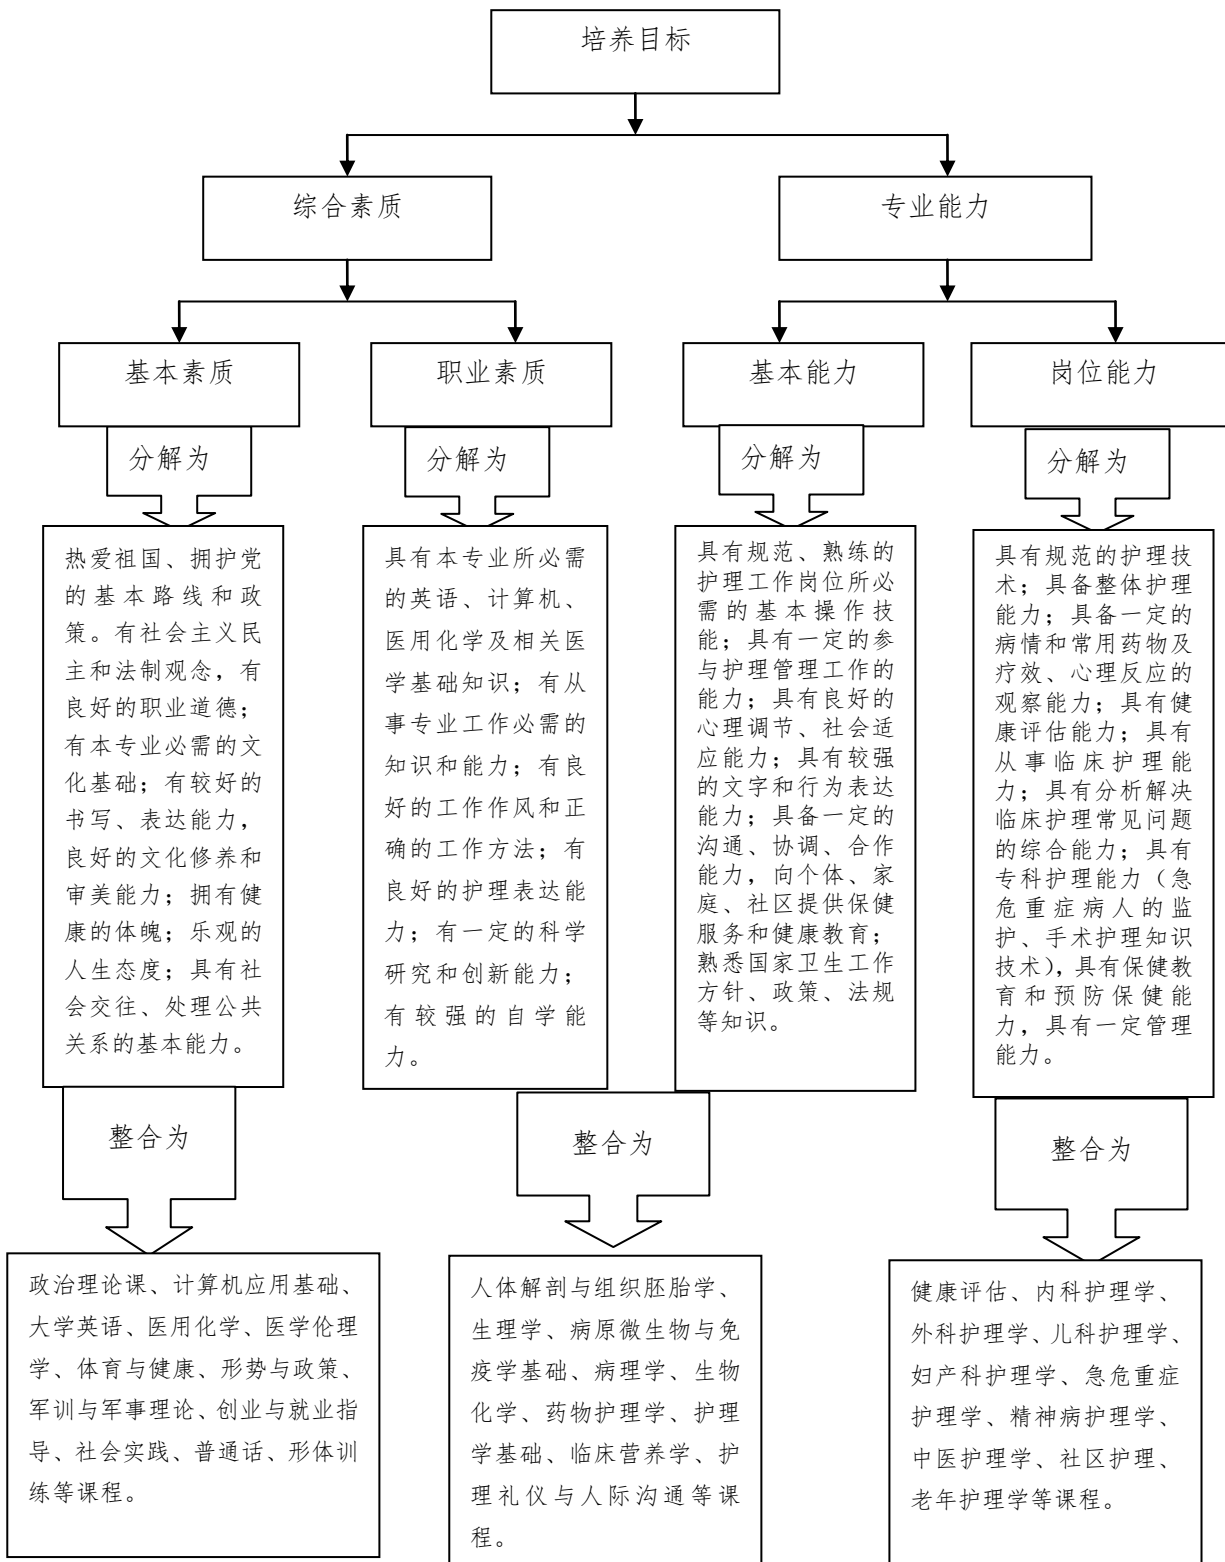 培养目标
综合素质
专业能力
基本素质
职业素质
基本能力
岗位能力
分解为
分解为
分解为
分解为
热爱祖国、拥护党
的基本路线和政
策。有社会主义民
主和法制观念，有
良好的职业道德；
有本专业必需的文
化基础；有较好的
书写、表达能力，
良好的文化修养和
审美能力；拥有健
康的体魄；乐观的
人生态度；具有社
会交往、处理公共
关系的基本能力。
具有本专业所必需
的英语、计算机、
医用化学及相关医
学基础知识；有从
事专业工作必需的
知识和能力；有良
好的工作作风和正
确的工作方法；有
良好的护理表达能
力；有一定的科学
研究和创新能力；
有较强的自学能
力。
具有规范、熟练的
护理工作岗位所必
需的基本操作技
能；具有一定的参
与护理管理工作的
能力；具有良好的
心理调节、社会适
应能力；具有较强
的文字和行为表达
能力；具备一定的
沟通、协调、合作
能力，向个体、家
庭、社区提供保健
服务和健康教育；
熟悉国家卫生工作
方针、政策、法规
等知识。
具有规范的护理技
术；具备整体护理
能力；具备一定的
病情和常用药物及
疗效、心理反应的
观察能力；具有健
康评估能力；具有
从事临床护理能
力；具有分析解决
临床护理常见问题
的综合能力；具有
专科护理能力（急
危重症病人的监
护、手术护理知识
技术），具有保健教
育和预防保健能
力，具有一定管理
能力。
整合为
整合为
整合为
政治理论课、计算机应用基础、
大学英语、医用化学、医学伦理
学、体育与健康、形势与政策、
军训与军事理论、创业与就业指
导、社会实践、普通话、形体训
练等课程。
人体解剖与组织胚胎学、
生理学、病原微生物与免
疫学基础、病理学、生物
化学、药物护理学、护理
学基础、临床营养学、护
理礼仪与人际沟通等课
程。
健康评估、内科护理学、
外科护理学、儿科护理学、
妇产科护理学、急危重症
护理学、精神病护理学、
中医护理学、社区护理、
老年护理学等课程。